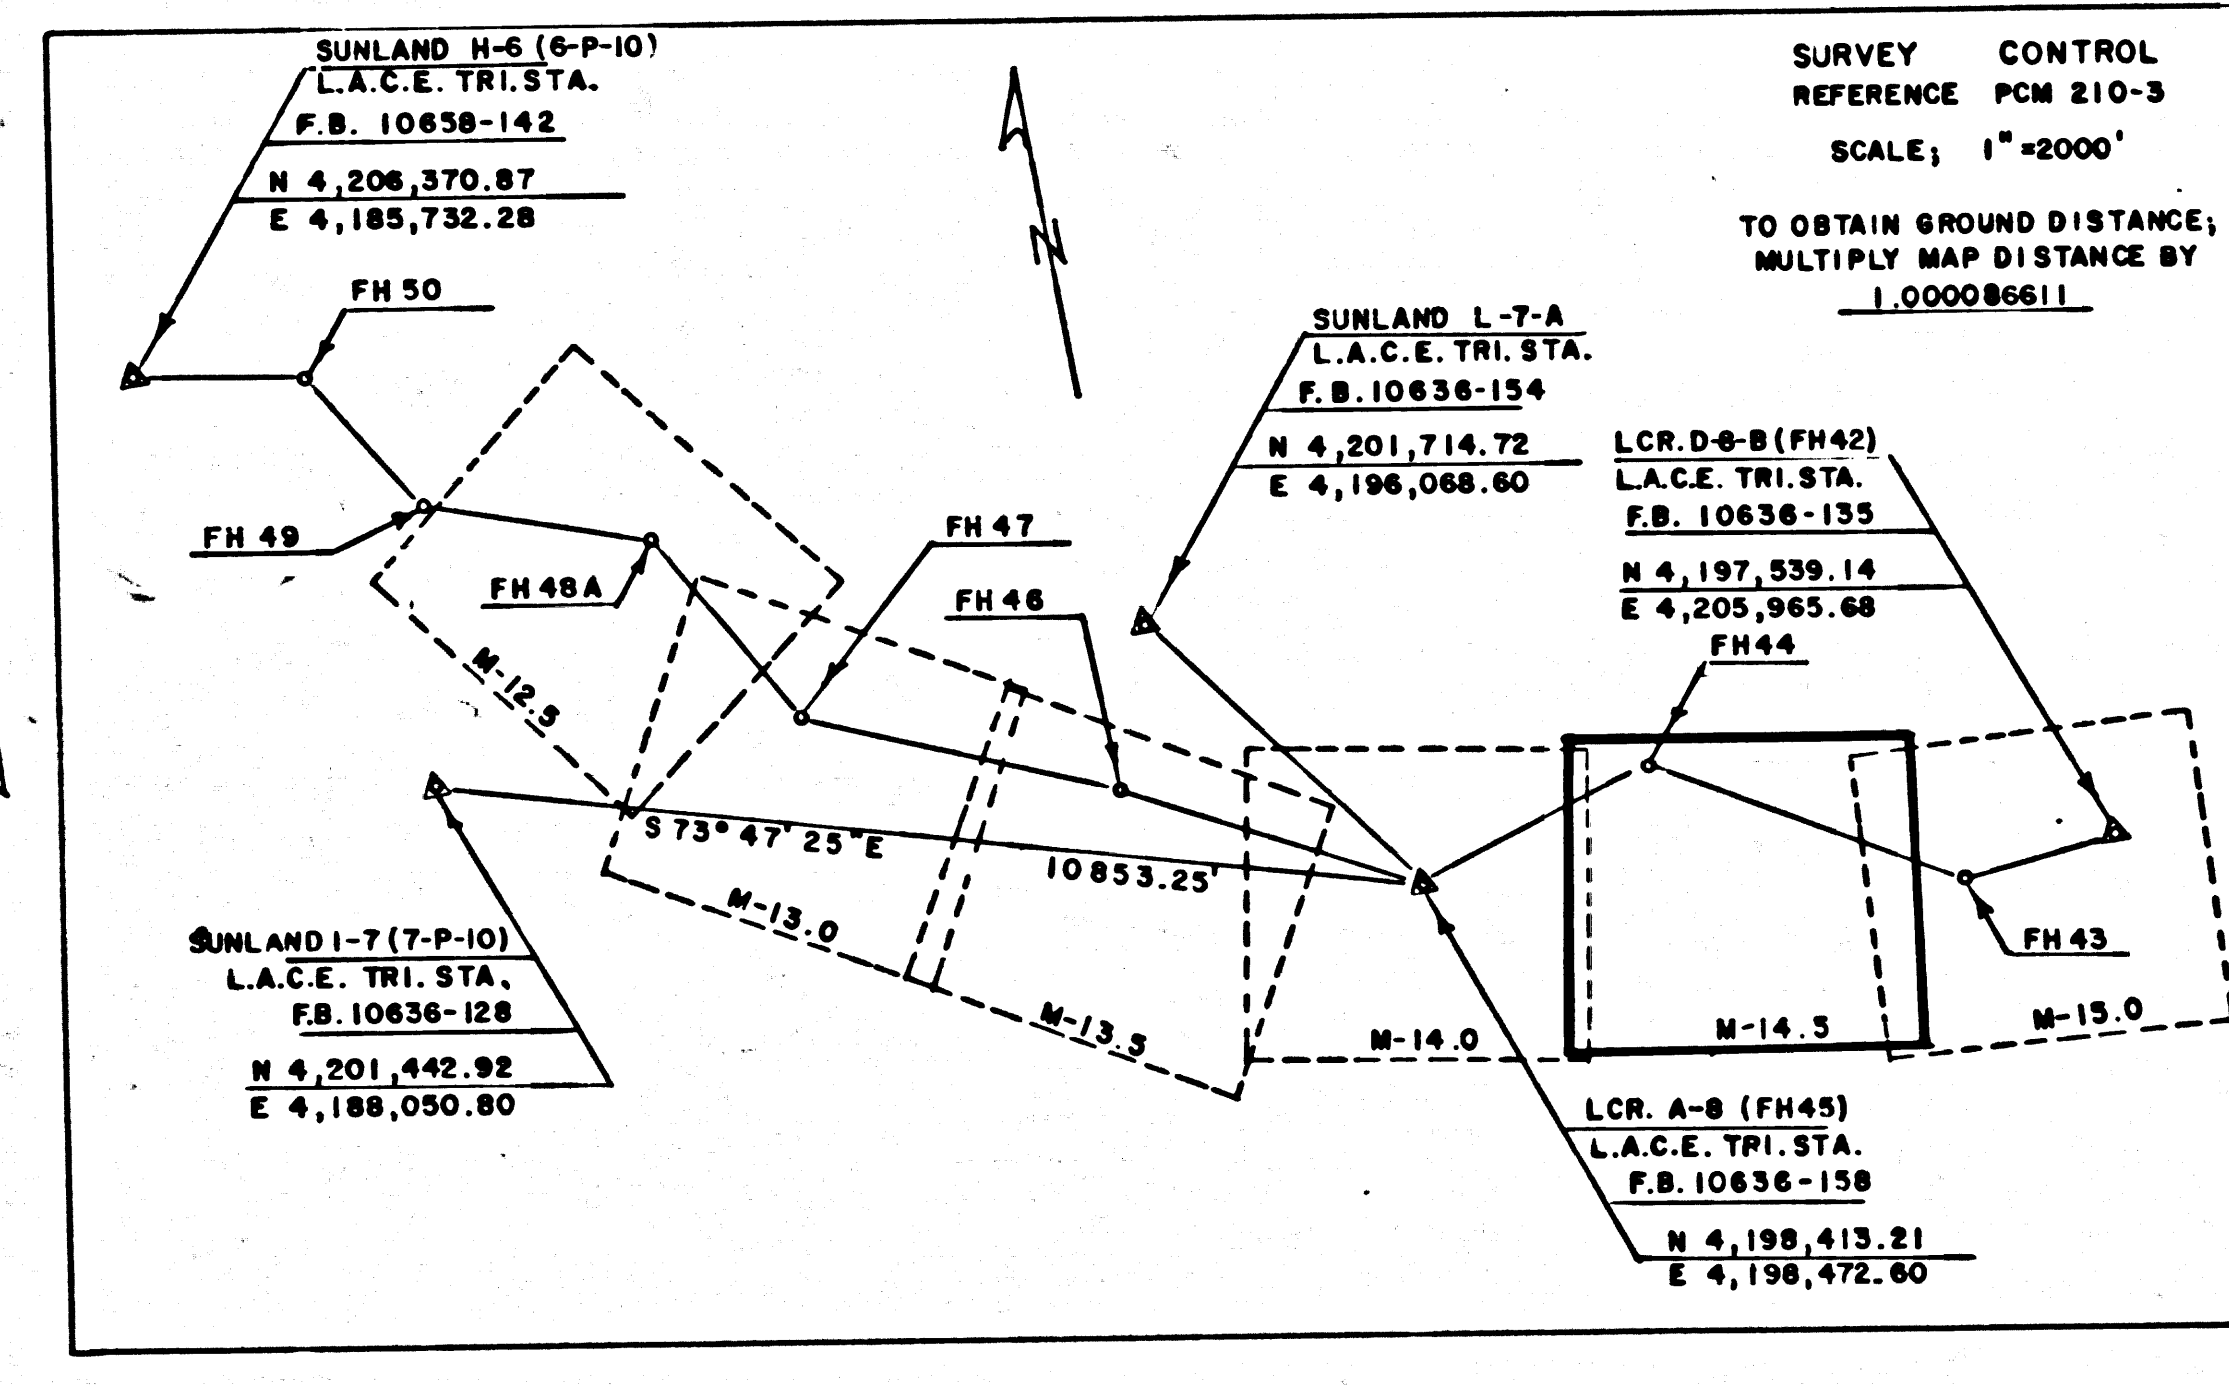 SUNLAND H-6 (6-P-10)
L.A.C.E. TRI. STA.
F.B. 10658-142
N 4,206,370.87
E 4,185,732.28
SURVEY CONTROL
REFERENCE PCM 210-3
SCALE; 1"=2000'
TO OBTAIN GROUND DISTANCE;
MULTIPLY MAP DISTANCE BY
1.000086611
N
FH 50
SUNLAND L-7-A
L.A.C.E. TRI. STA.
F.B. 10636-154
N 4,201,714.72
E 4,196,068.60
LCR. D-8-B (FH42)
L.A.C.E. TRI. STA.
F.B. 10636-135
N 4,197,539.14
E 4,205,965.68
FH 49
FH 48A
FH 47
FH 46
FH44
M-12.5
S 73° 47' 25" E
10853.25'
M-13.0
M-13.5
M-14.0
M-14.5
M-15.0
FH 43
SUNLAND I-7 (7-P-10)
L.A.C.E. TRI. STA.
F.B. 10636-128
N 4,201,442.92
E 4,188,050.80
LCR. A-8 (FH45)
L.A.C.E. TRI. STA.
F.B. 10636-158
N 4,198,413.21
E 4,198,472.60